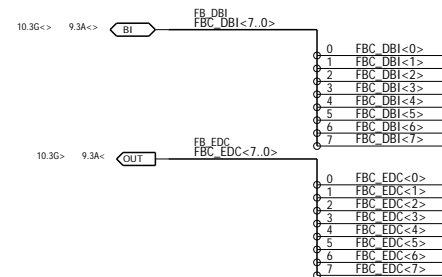 FB_DBI
10.3G<> 9.3A<> BI FBC_DBI<7..0>
0 FBC_DBI<0>
1 FBC_DBI<1>
2 FBC_DBI<2>
3 FBC_DBI<3>
4 FBC_DBI<4>
5 FBC_DBI<5>
6 FBC_DBI<6>
7 FBC_DBI<7>
FB_EDC
10.3G> 9.3A< OUT FBC_EDC<7..0>
0 FBC_EDC<0>
1 FBC_EDC<1>
2 FBC_EDC<2>
3 FBC_EDC<3>
4 FBC_EDC<4>
5 FBC_EDC<5>
6 FBC_EDC<6>
7 FBC_EDC<7>